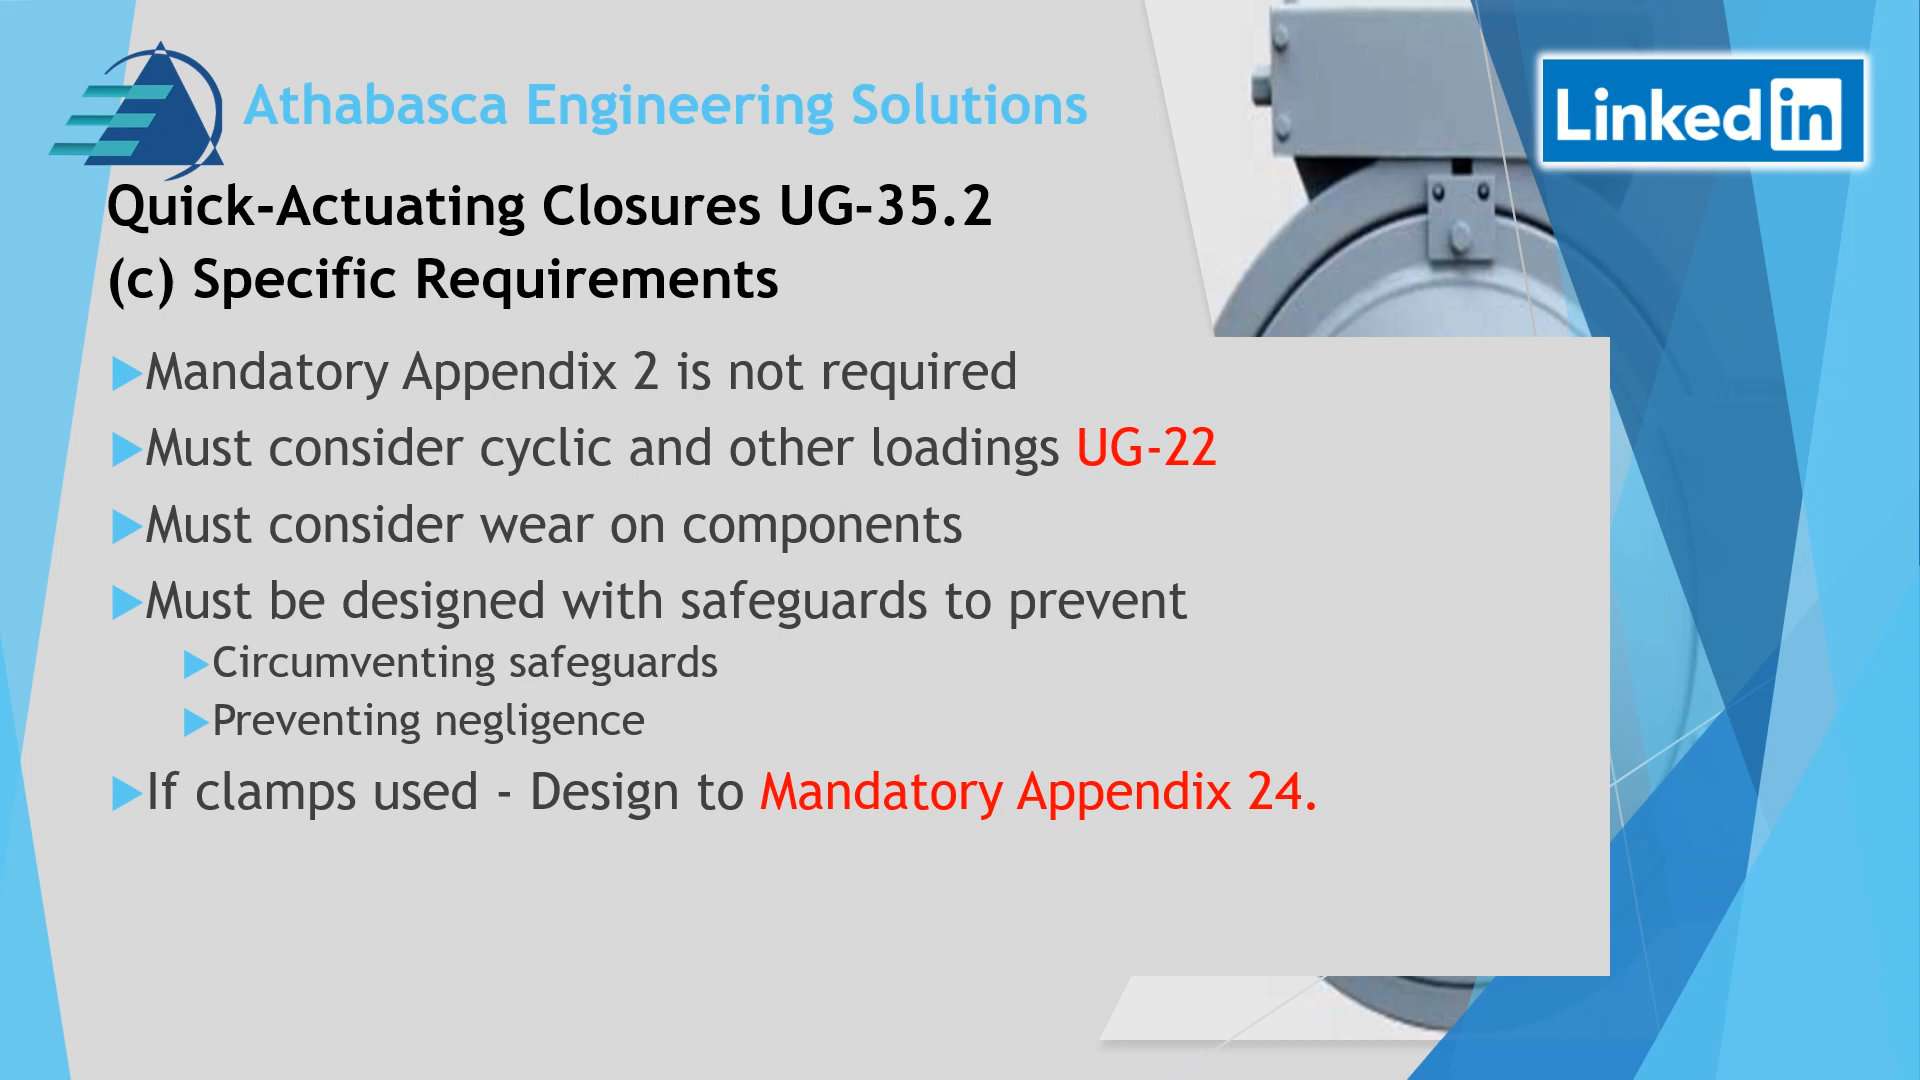 Athabasca Engineering Solutions
Linked in
Quick-Actuating Closures UG-35.2
(c) Specific Requirements
Mandatory Appendix 2 is not required
Must consider cyclic and other loadings UG-22
Must consider wear on components
Must be designed with safeguards to prevent
Circumventing safeguards
Preventing negligence
If clamps used - Design to Mandatory Appendix 24.